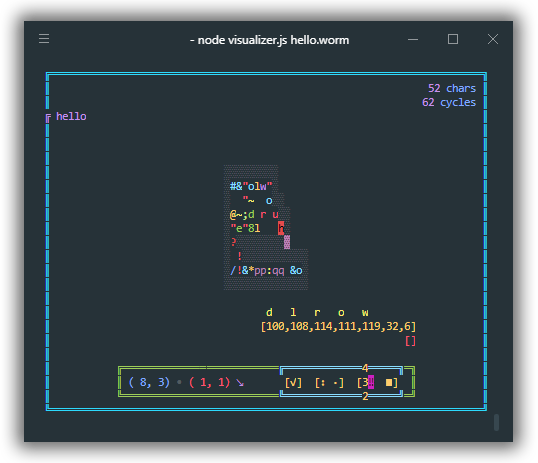 - node visualizer.js hello.worm
52 chars
62 cycles
hello
#&"olw"
"~ o
@~;d r u
"e"8l
?
!
/!&*pp:qq &o
d l r o w
[100,108,114,111,119,32,6]
[]
4
( 8, 3) • ( 1, 1) ↘ [√] [: ·] [3 ■]
2